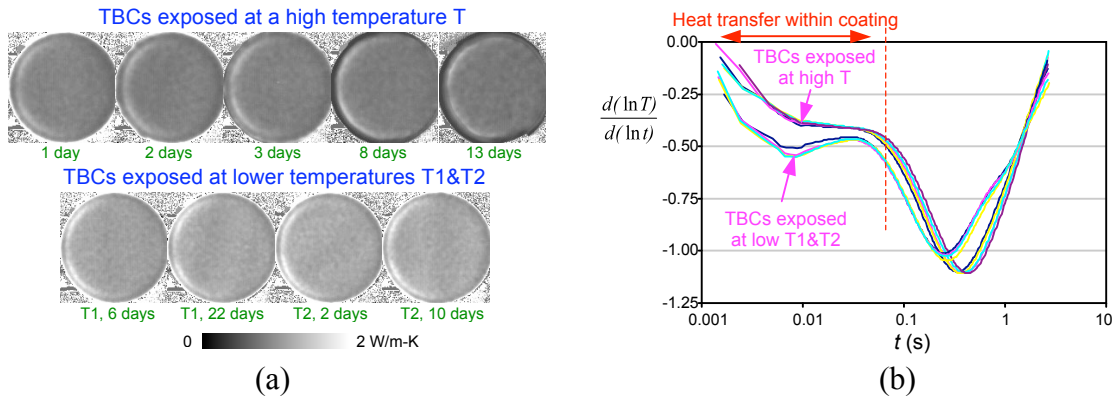 TBCs exposed at a high temperature T
1 day
2 days
3 days
8 days
13 days
TBCs exposed at lower temperatures T1&T2
T1, 6 days
T1, 22 days
T2, 2 days
T2, 10 days
0
2 W/m-K
(a)
Heat transfer within coating
0.00
-0.25
-0.50
-0.75
-1.00
-1.25
d(lnT)
d(lnt)
TBCs exposed
at high T
TBCs exposed
at low T1&T2
0.001
0.01
0.1
1
10
t (s)
(b)